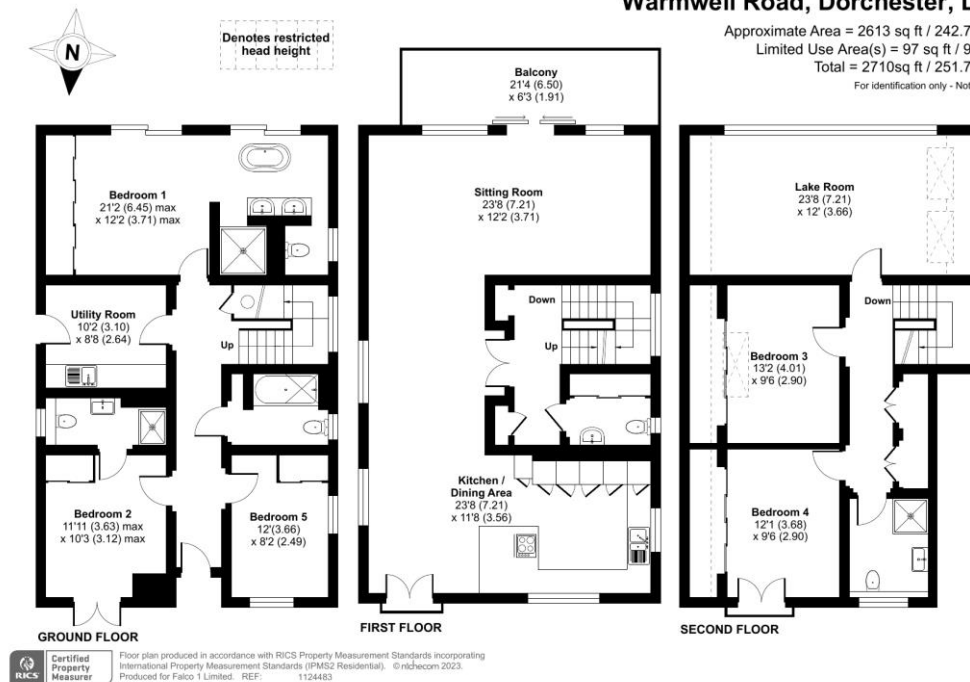 Warmwell Road, Dorchester,
Approximate Area = 2613 sq ft / 242.7
Limited Use Area(s) = 97 sq ft / 9
Total = 2710sq ft / 251.7
For identification only - Not
N
Denotes restricted
head height
Bedroom 1
21'2 (6.45) max
x 12'2 (3.71) max
Utility Room
10'2 (3.10)
x 8'8 (2.64)
Up
Bedroom 2
11'11 (3.63) max
x 10'3 (3.12) max
Bedroom 5
12'(3.66)
x 8'2 (2.49)
GROUND FLOOR
Balcony
21'4 (6.50)
x 6'3 (1.91)
Sitting Room
23'8 (7.21)
x 12'2 (3.71)
Down
Up
Kitchen /
Dining Area
23'8 (7.21)
x 11'8 (3.56)
FIRST FLOOR
Lake Room
23'8 (7.21)
x 12' (3.66)
Down
Bedroom 3
13'2 (4.01)
x 9'6 (2.90)
Bedroom 4
12'1 (3.68)
x 9'6 (2.90)
SECOND FLOOR
RICS
Certified
Property
Measurer
Floor plan produced in accordance with RICS Property Measurement Standards incorporating
International Property Measurement Standards (IPMS2 Residential). © nichecom 2023.
Produced for Falco 1 Limited. REF: 1124483